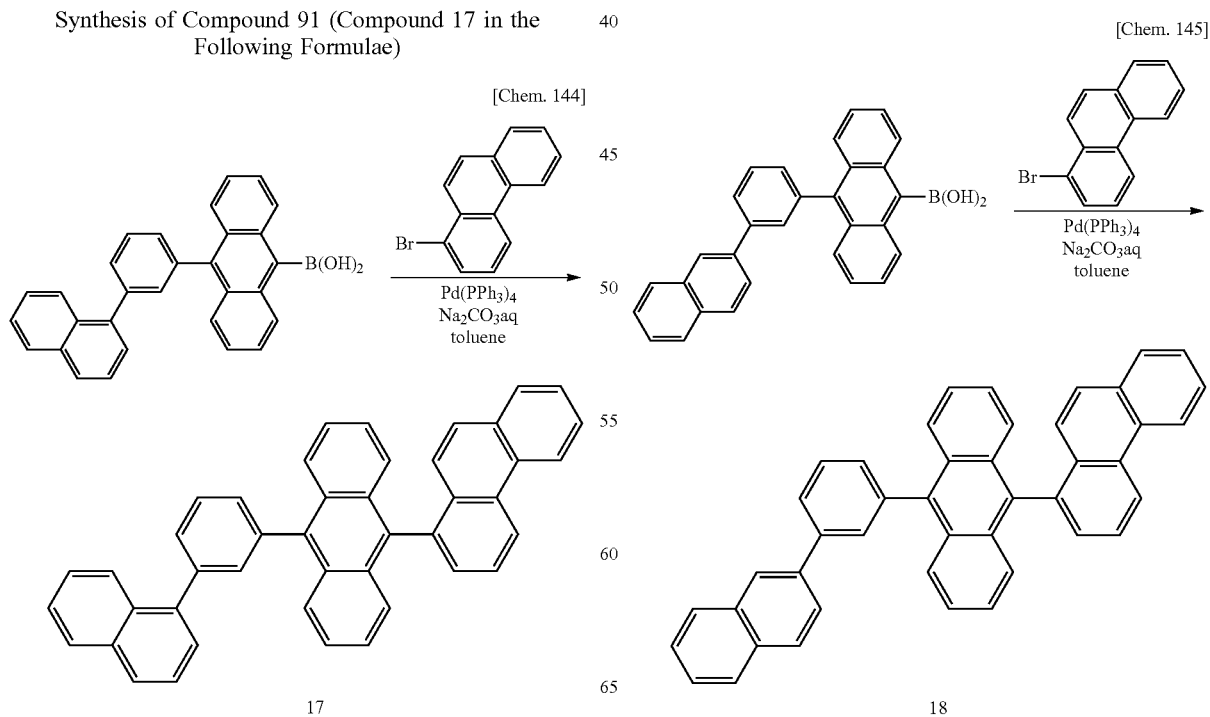 Synthesis of Compound 91 (Compound 17 in the
Following Formulae)
[Chem. 144]
Br
B(OH)2
Pd(PPh3)4
Na2CO3aq
toluene
17
40
45
50
55
60
65
[Chem. 145]
Br
B(OH)2
Pd(PPh3)4
Na2CO3aq
toluene
18